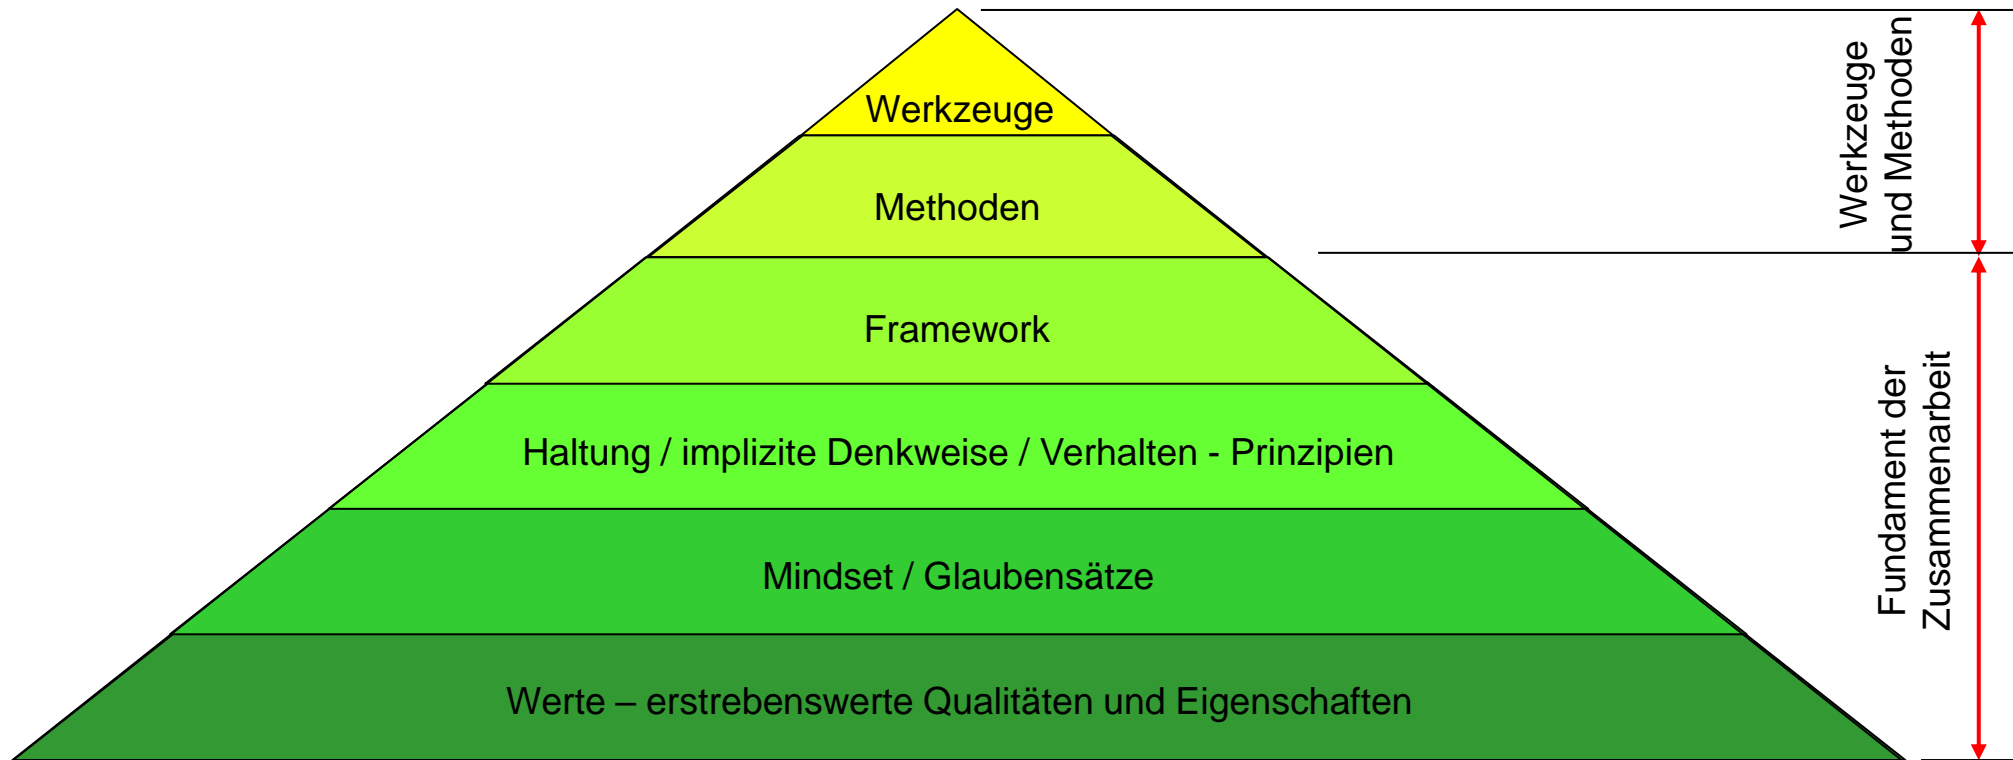 Werkzeuge
Methoden
Framework
Haltung / implizite Denkweise / Verhalten - Prinzipien
Mindset / Glaubensätze
Werte – erstrebenswerte Qualitäten und Eigenschaften
Werkzeuge
und Methoden
Fundament der
Zusammenarbeit